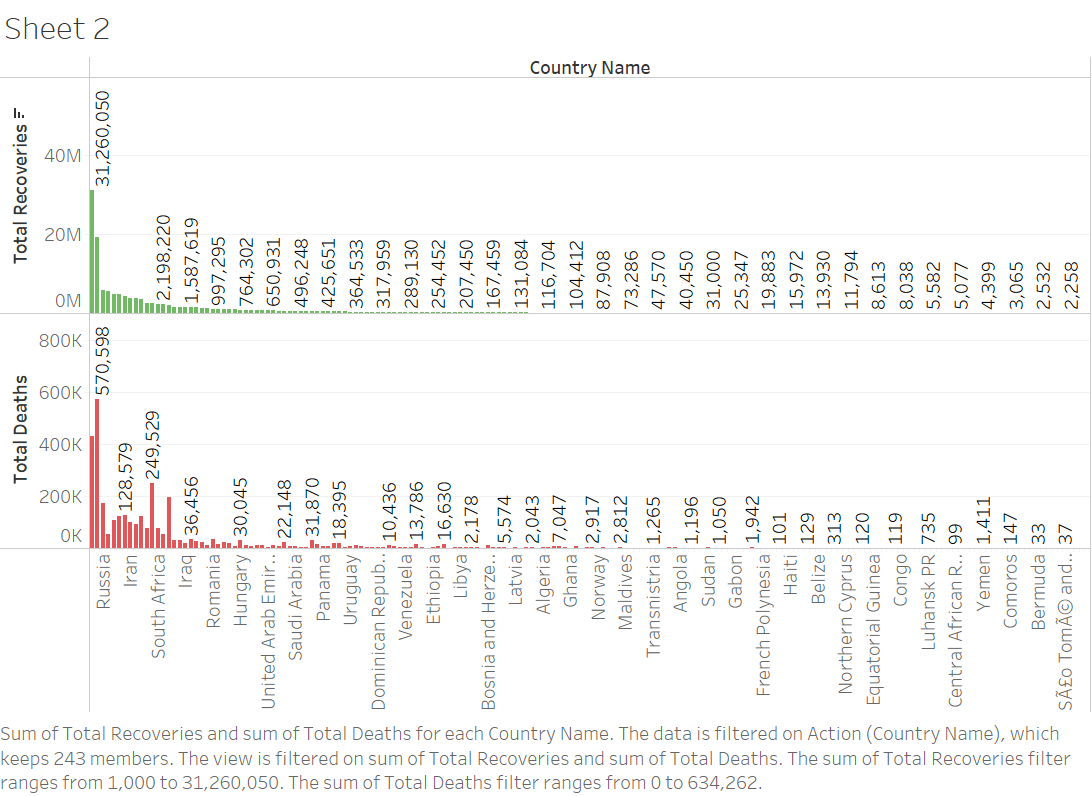 Sheet 2
Country Name
Total Recoveries
40M
20M
0M
31,260,050
2,198,220
1,587,619
997,295
764,302
650,931
496,248
425,651
364,533
317,959
289,130
254,452
207,450
167,459
131,084
116,704
104,412
87,908
73,286
47,570
40,450
31,000
25,347
19,883
15,972
13,930
11,794
8,613
8,038
5,582
5,077
4,399
3,065
2,532
2,258
Total Deaths
800K
600K
400K
200K
0K
570,598
128,579
249,529
36,456
30,045
22,148
31,870
18,395
10,436
13,786
16,630
2,178
5,574
2,043
7,047
2,917
2,812
1,265
1,196
1,050
1,942
101
129
313
120
119
735
99
1,411
147
33
37
Russia
Iran
South Africa
Iraq
Romania
Hungary
United Arab Emir..
Saudi Arabia
Panama
Uruguay
Dominican Repub..
Venezuela
Ethiopia
Libya
Bosnia and Herze..
Latvia
Algeria
Ghana
Norway
Maldives
Transnistria
Angola
Sudan
Gabon
French Polynesia
Haiti
Belize
Northern Cyprus
Equatorial Guinea
Congo
Luhansk PR
Central African R..
Yemen
Comoros
Bermuda
SÃ£o TomÃ© and..
Sum of Total Recoveries and sum of Total Deaths for each Country Name. The data is filtered on Action (Country Name), which
keeps 243 members. The view is filtered on sum of Total Recoveries and sum of Total Deaths. The sum of Total Recoveries filter
ranges from 1,000 to 31,260,050. The sum of Total Deaths filter ranges from 0 to 634,262.